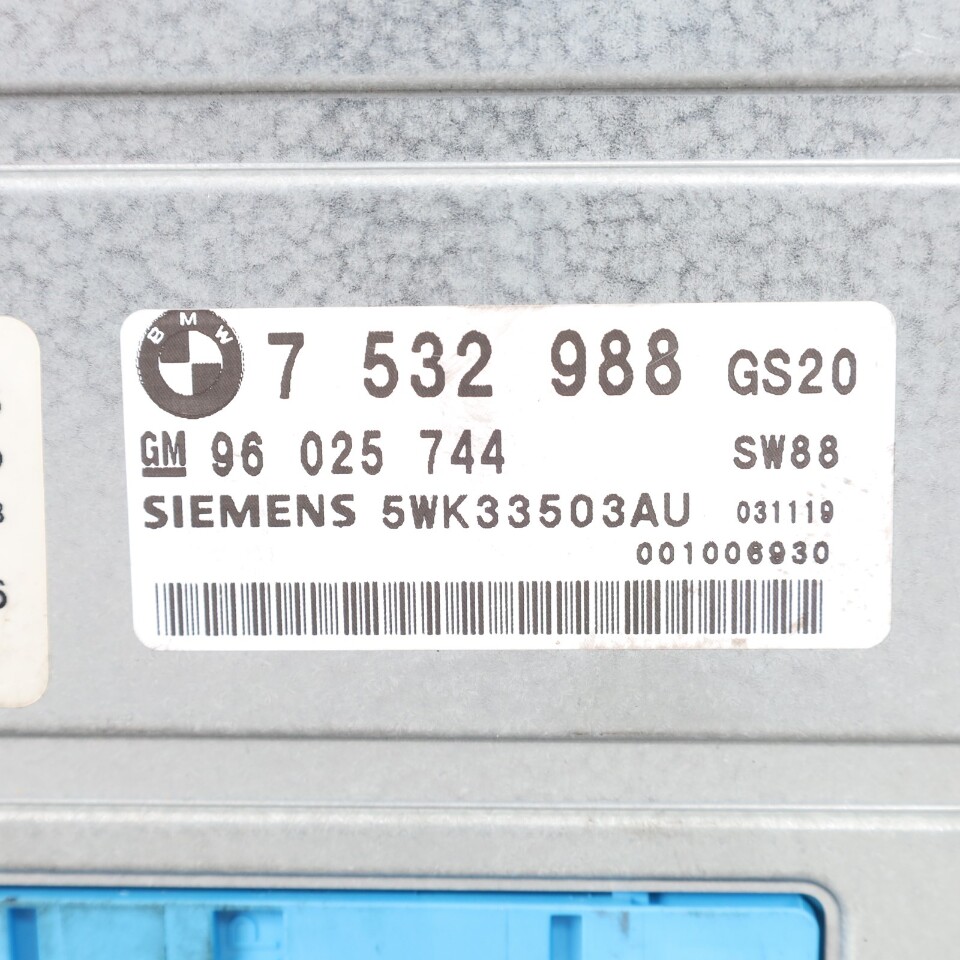 BMW 7 532 988 GS20
GM 96 025 744 SW88
SIEMENS 5WK33503AU 031119
001006930